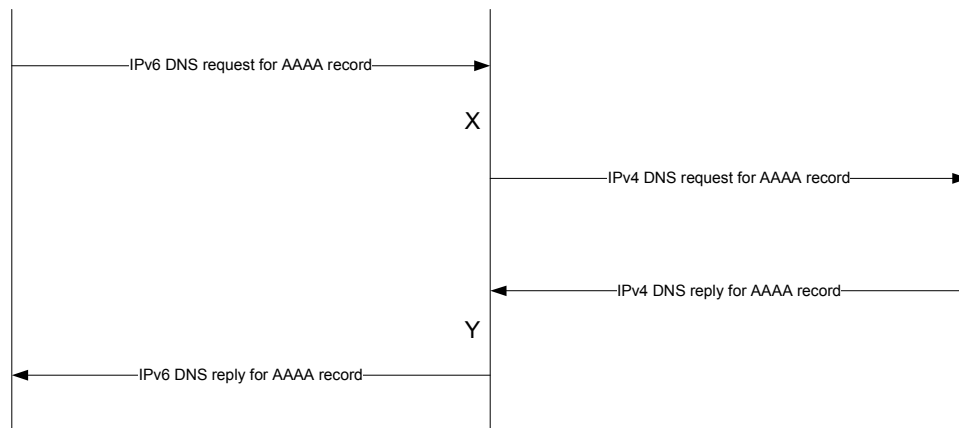 IPv6 DNS request for AAAA record
X
IPv4 DNS request for AAAA record
IPv4 DNS reply for AAAA record
Y
IPv6 DNS reply for AAAA record